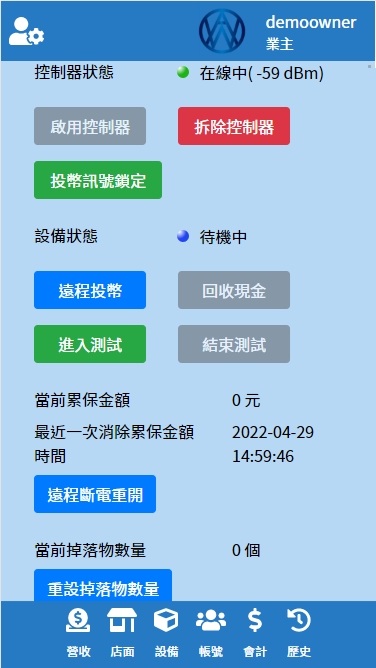 demoowner
業主
控制器狀態 在線中( -59 dBm)
啟用控制器 拆除控制器
投幣訊號鎖定
設備狀態 待機中
遠程投幣 回收現金
進入測試 結束測試
當前累保金額 0 元
最近一次消除累保金額 2022-04-29
時間 14:59:46
遠程斷電重開
當前掉落物數量 0 個
重設掉落物數量
營收 店面 設備 帳號 會計 歷史